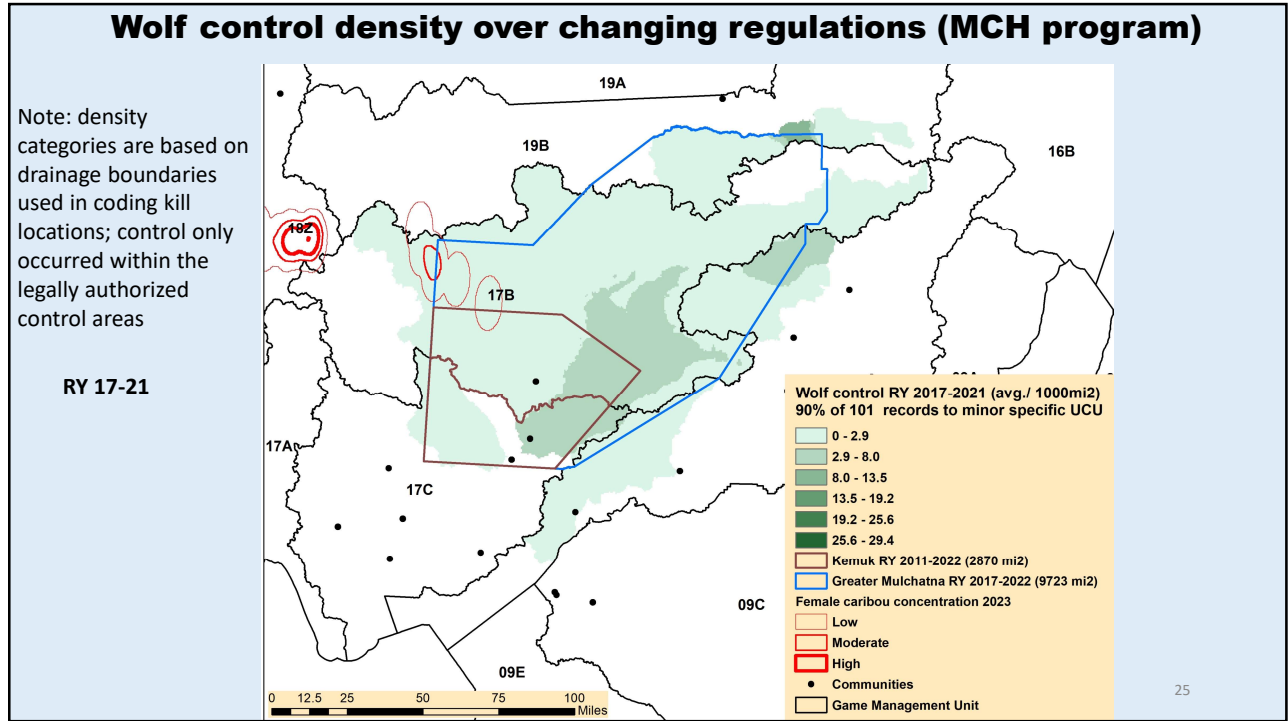 Wolf control density over changing regulations (MCH program)
Note: density
categories are based on
drainage boundaries
used in coding kill
locations; control only
occurred within the
legally authorized
control areas
RY 17-21
19A
19B
16B
18Z
17B
17A
17C
09C
09E
Wolf control RY 2017-2021 (avg./ 1000mi2)
90% of 101 records to minor specific UCU
0 - 2.9
2.9 - 8.0
8.0 - 13.5
13.5 - 19.2
19.2 - 25.6
25.6 - 29.4
Kemuk RY 2011-2022 (2870 mi2)
Greater Mulchatna RY 2017-2022 (9723 mi2)
Female caribou concentration 2023
Low
Moderate
High
Communities
Game Management Unit
0 12.5 25 50 75 100
Miles
25